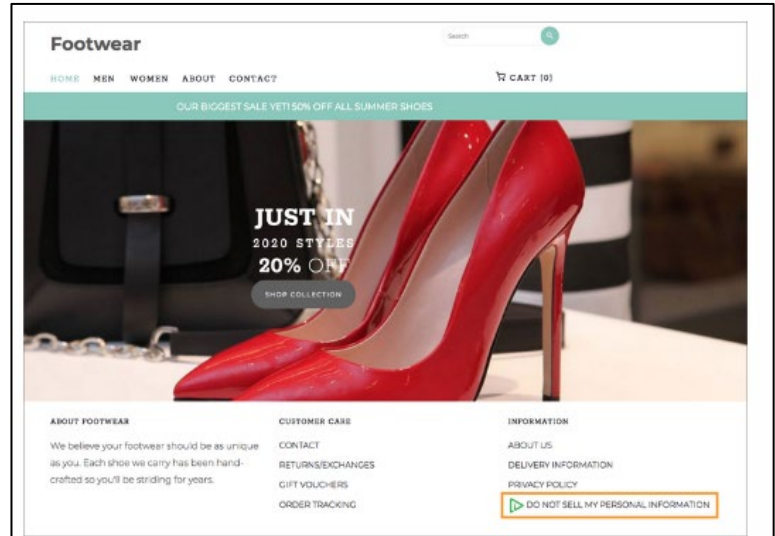 Footwear
Search
HOME MEN WOMEN ABOUT CONTACT
CART [0]
OUR BIGGEST SALE YET! 50% OFF ALL SUMMER SHOES
JUST IN
2020 STYLES
20% OFF
SHOP COLLECTION
ABOUT FOOTWEAR
We believe your footwear should be as unique
as you. Each shoe we carry has been hand-
crafted so you'll be striding for years.
CUSTOMER CARE
CONTACT
RETURNS/EXCHANGES
GIFT VOUCHERS
ORDER TRACKING
INFORMATION
ABOUT US
DELIVERY INFORMATION
PRIVACY POLICY
DO NOT SELL MY PERSONAL INFORMATION